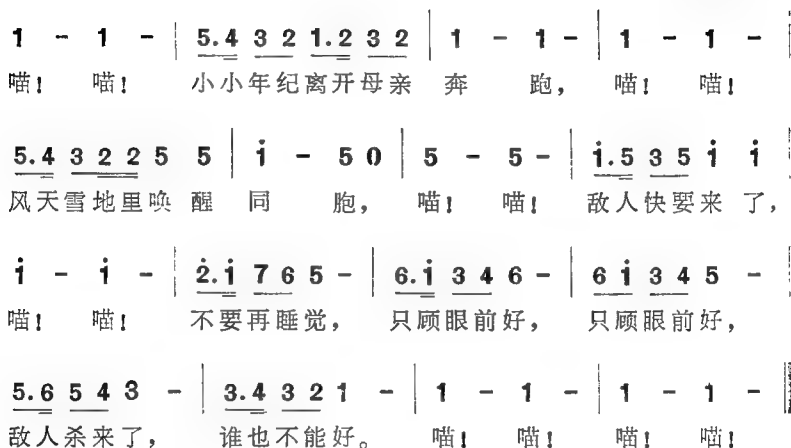 1 - 1 - | 5.4 3 2 1.2 3 2 | 1 - 1 - | 1 - 1 - |
喵! 喵! 小小年纪离开母亲 奔 跑, 喵! 喵!
5.4 3 2 2 5 5 | i - 5 0 | 5 - 5 - | i.5 3 5 i i |
风天雪地里唤 醒 同 胞, 喵! 喵! 敌人快要来 了,
i - i - | 2.i 7 6 5 - | 6.i 3 4 6 - | 6 i 3 4 5 - |
喵! 喵! 不要再睡觉, 只顾眼前好, 只顾眼前好,
5.6 5 4 3 - | 3.4 3 2 1 - | 1 - 1 - | 1 - 1 - ‖
敌人杀来了, 谁也不能好。 喵! 喵! 喵! 喵!